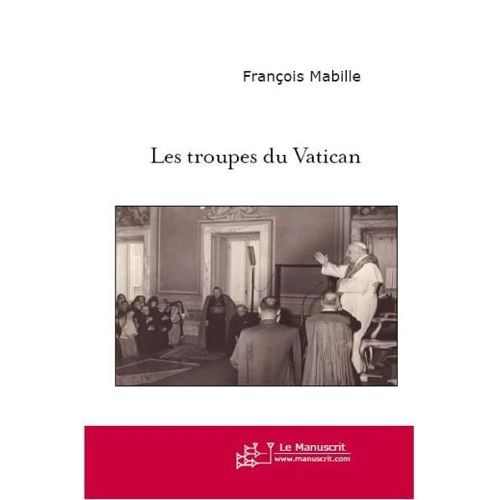 François Mabille
Les troupes du Vatican
Le Manuscrit
www.manuscrit.com